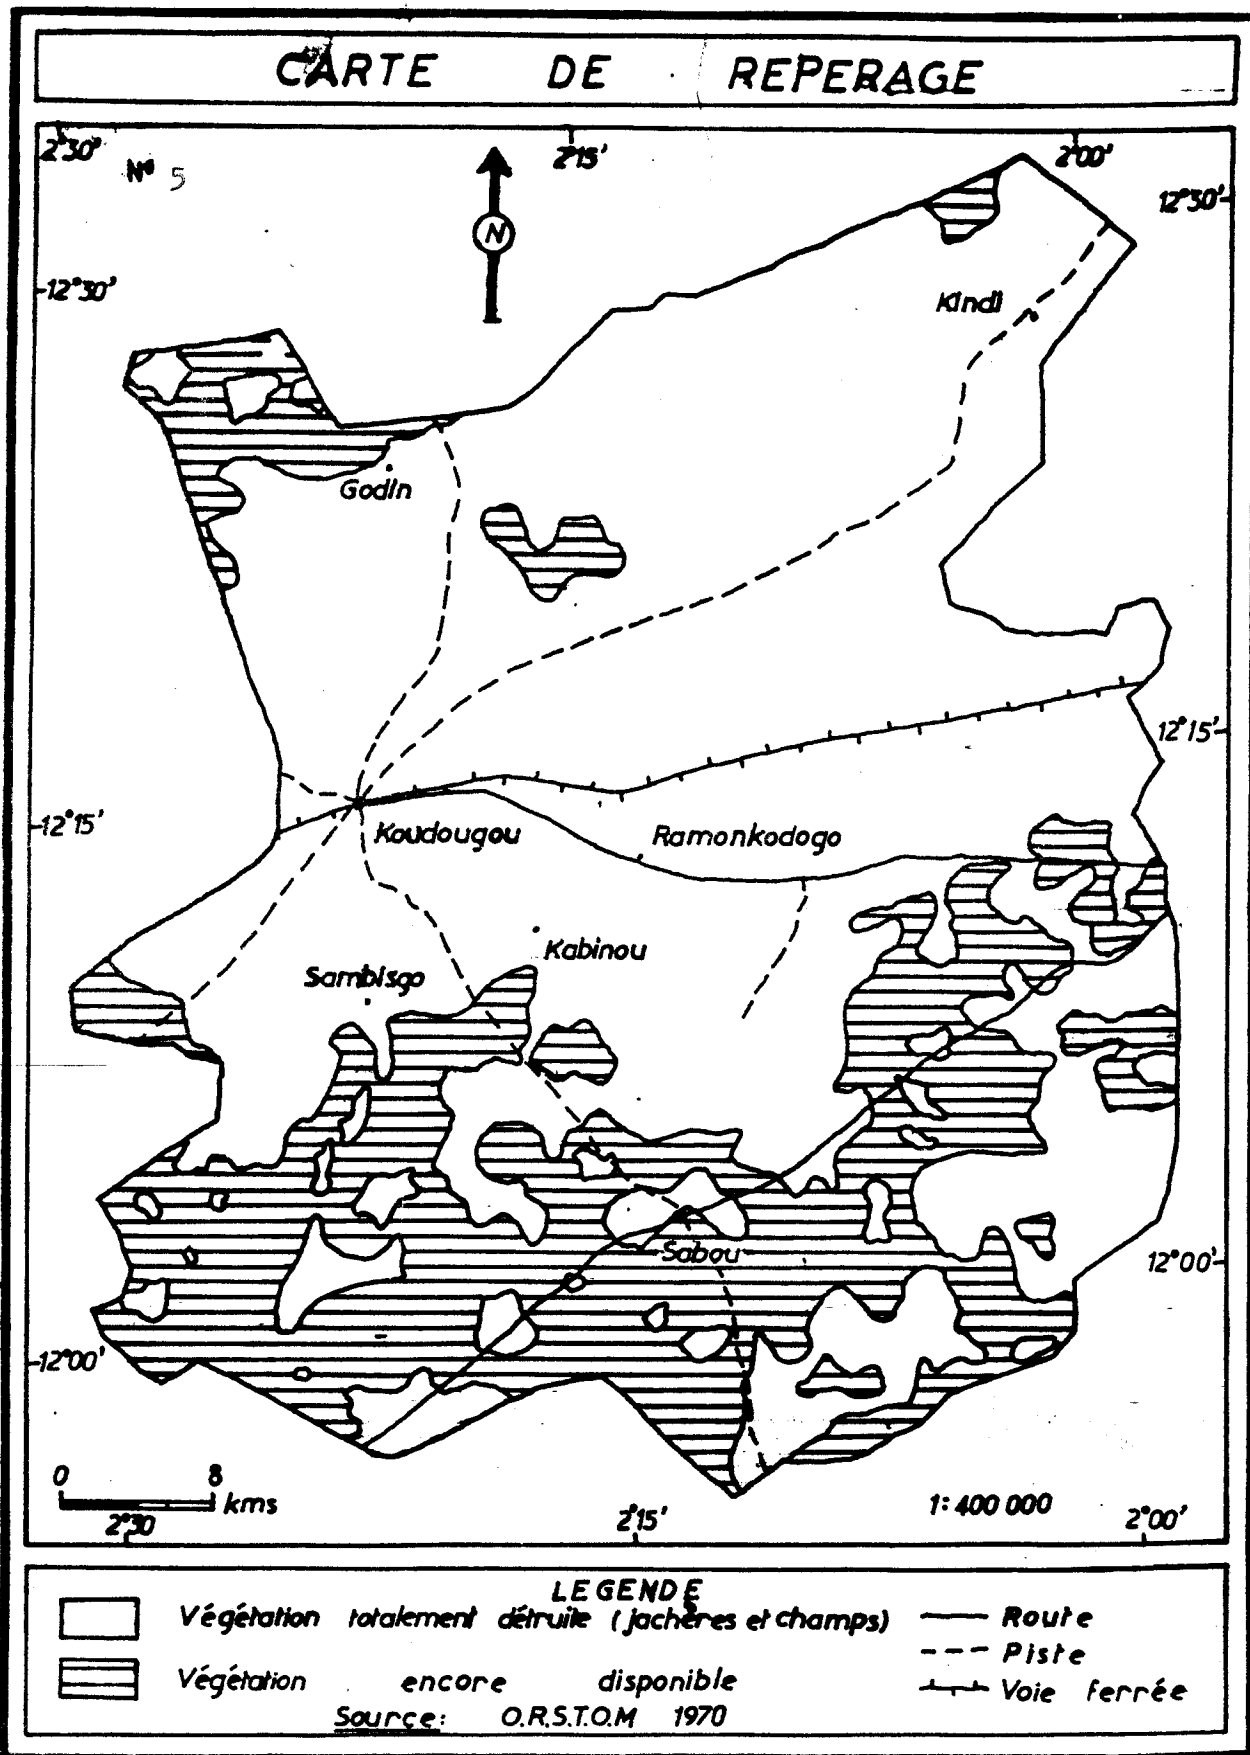 CARTE DE REPERAGE
2°30' 2°15' 2°00'
N° 5
N
12°30'
12°30'
Kindi
Godin
12°15'
12°15'
Koudougou
Ramonkodogo
Kabinou
Sambisgo
Sabou
12°00'
12°00'
0 8 kms
1:400 000
2°30 2°15' 2°00'
LEGENDE
Végétation totalement détruite (jachères et champs)
Route
Piste
Végétation encore disponible
Voie ferrée
Source: O.R.S.T.O.M 1970